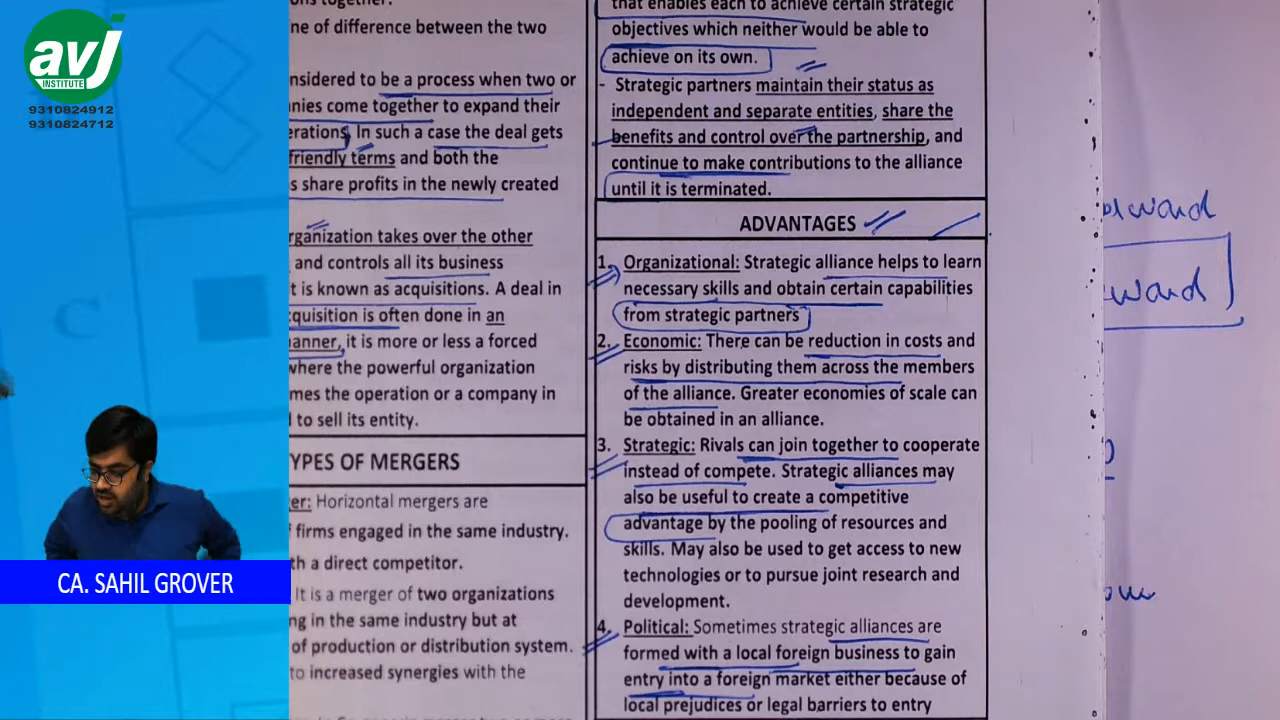 avj
INSTITUTE
9310824912
9310824712
CA. SAHIL GROVER
ne of difference between the two
nsidered to be a process when two or
nies come together to expand their
erations. In such a case the deal gets
friendly terms and both the
s share profits in the newly created
rganization takes over the other
and controls all its business
t is known as acquisitions. A deal in
cquisition is often done in an
anner, it is more or less a forced
where the powerful organization
mes the operation or a company in
to sell its entity.
YPES OF MERGERS
er: Horizontal mergers are
f firms engaged in the same industry.
th a direct competitor.
It is a merger of two organizations
ng in the same industry but at
of production or distribution system.
to increased synergies with the
that enables each to achieve certain strategic
objectives which neither would be able to
achieve on its own.
- Strategic partners maintain their status as
independent and separate entities, share the
benefits and control over the partnership, and
continue to make contributions to the alliance
until it is terminated.
ADVANTAGES
1. Organizational: Strategic alliance helps to learn
necessary skills and obtain certain capabilities
from strategic partners
2. Economic: There can be reduction in costs and
risks by distributing them across the members
of the alliance. Greater economies of scale can
be obtained in an alliance.
3. Strategic: Rivals can join together to cooperate
instead of compete. Strategic alliances may
also be useful to create a competitive
advantage by the pooling of resources and
skills. May also be used to get access to new
technologies or to pursue joint research and
development.
4. Political: Sometimes strategic alliances are
formed with a local foreign business to gain
entry into a foreign market either because of
local prejudices or legal barriers to entry